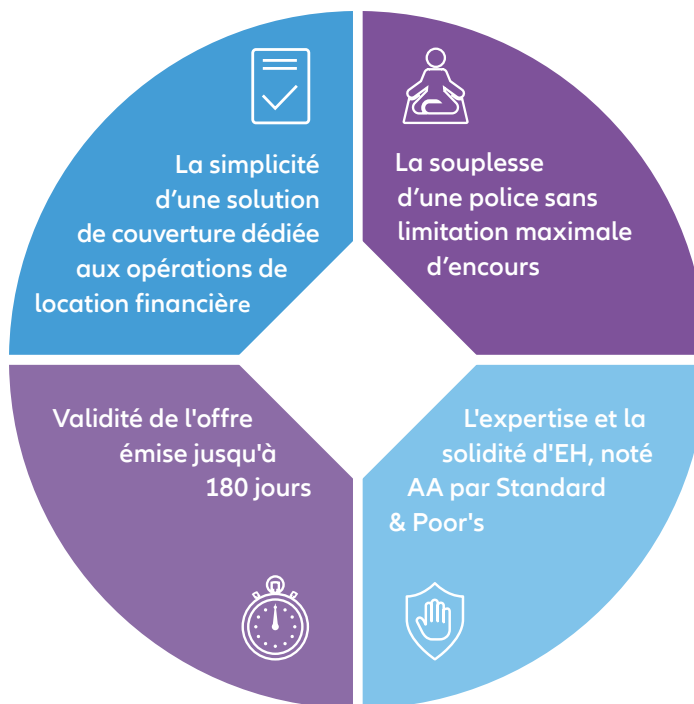 La simplicité
d’une solution
de couverture dédiée
aux opérations de
location financière
La souplesse
d’une police sans
limitation maximale
d’encours
Validité de l'offre
émise jusqu'à
180 jours
L'expertise et la
solidité d'EH, noté
AA par Standard
& Poor's